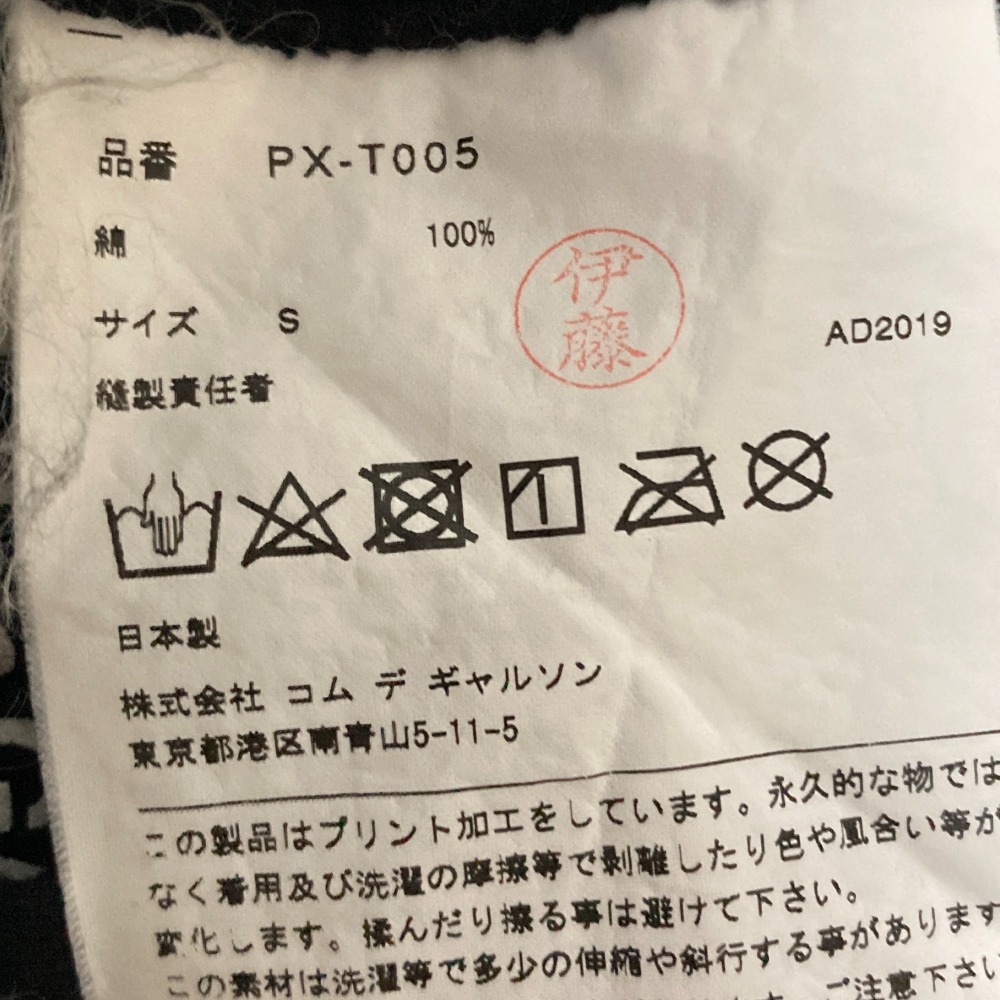 品番 PX-T005
綿 100%
サイズ S
伊藤
AD2019
縫製責任者
日本製
株式会社 コム デ ギャルソン
東京都港区南青山5-11-5
この製品はプリント加工をしています。永久的な物では
なく着用及び洗濯の摩擦等で剥離したり色や風合い等が
変化します。揉んだり擦る事は避けて下さい。
この素材は洗濯等で多少の伸縮や斜行する事があります
ご注意下さい